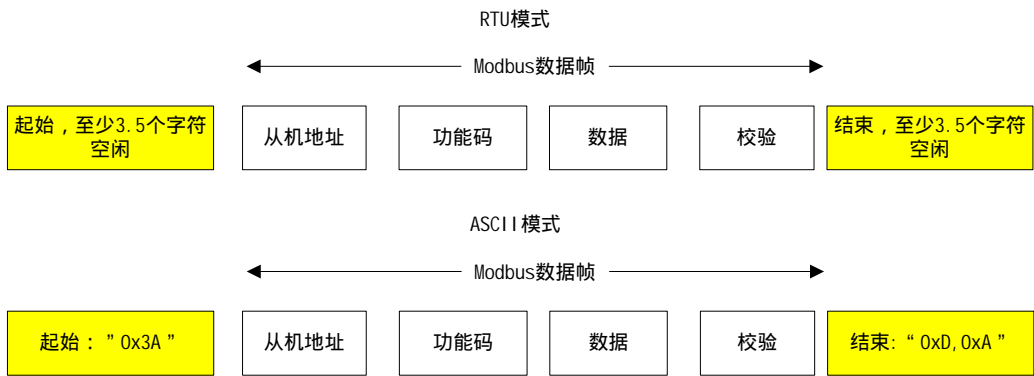 RTU模式
Modbus数据帧
起始，至少3.5个字符
空闲
从机地址
功能码
数据
校验
结束，至少3.5个字符
空闲
ASCII模式
Modbus数据帧
起始：”0x3A”
从机地址
功能码
数据
校验
结束:“0xD,0xA”